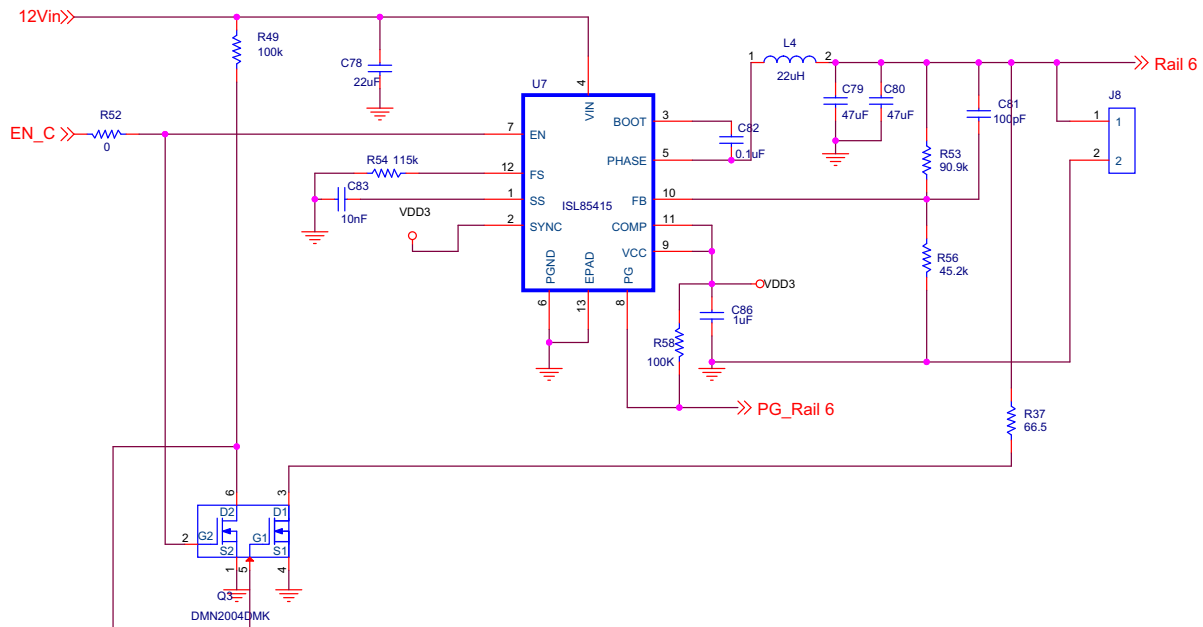 12Vin
R49
100k
C78
22uF
L4
1
2
22uH
Rail 6
U7
4
VIN
C79
47uF
C80
47uF
C81
100pF
J8
1
1
2
2
EN_C
R52
0
7
EN
BOOT
3
C82
0.1uF
R54 115k
12
FS
PHASE
5
R53
90.9k
C83
10nF
1
SS
ISL85415
FB
10
VDD3
2
SYNC
COMP
11
VCC
9
R56
45.2k
PGND
EPAD
PG
6
13
8
VDD3
C86
1uF
R58
100K
PG_Rail 6
R37
66.5
6
3
D2
D1
2
G2
G1
S2
S1
1
5
4
Q3
DMN2004DMK